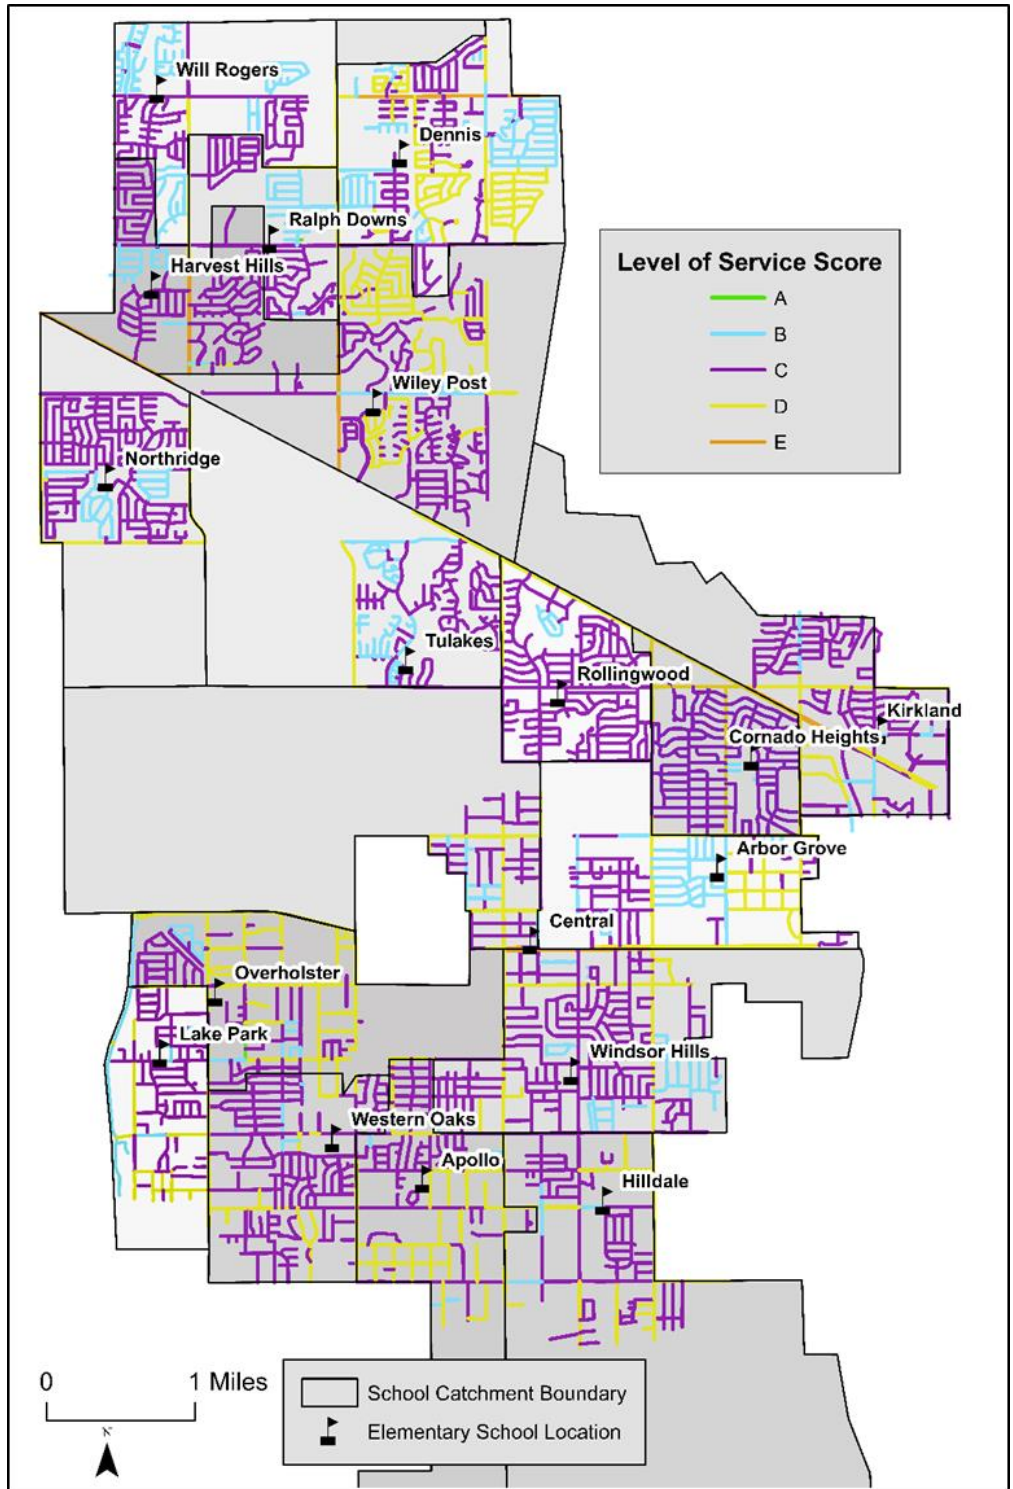 Will Rogers
Dennis
Ralph Downs
Harvest Hills
Level of Service Score
A
B
C
D
E
Wiley Post
Northridge
Tulakes
Rollingwood
Kirkland
Cornado Heights
Arbor Grove
Central
Overholster
Lake Park
Windsor Hills
Western Oaks
Apollo
Hilldale
0 1 Miles
School Catchment Boundary
Elementary School Location
N